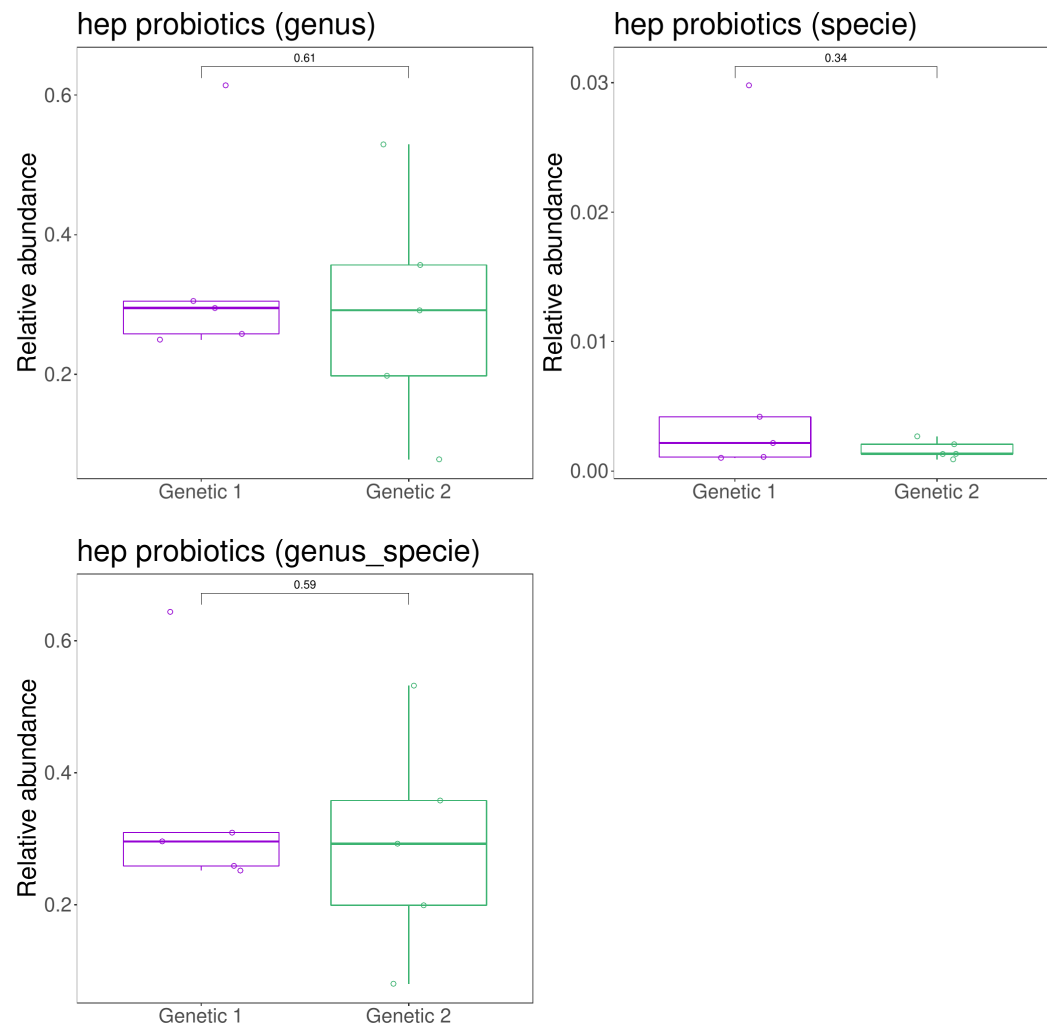 hep probiotics (genus)
0.61
Relative abundance
0.6
0.4
0.2
Genetic 1
Genetic 2
hep probiotics (specie)
0.34
Relative abundance
0.03
0.02
0.01
0.00
Genetic 1
Genetic 2
hep probiotics (genus_specie)
0.59
Relative abundance
0.6
0.4
0.2
Genetic 1
Genetic 2